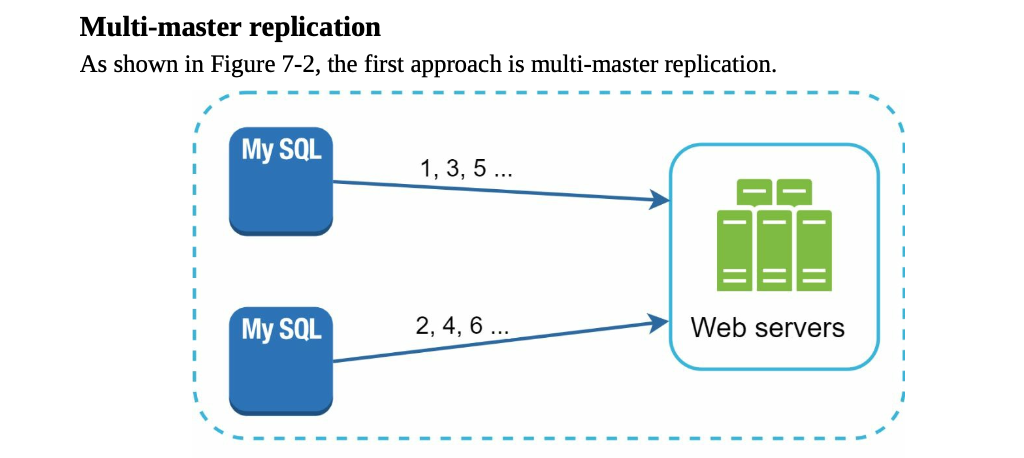 Multi-master replication
As shown in Figure 7-2, the first approach is multi-master replication.
My SQL
1, 3, 5 ...
My SQL
2, 4, 6 ...
Web servers